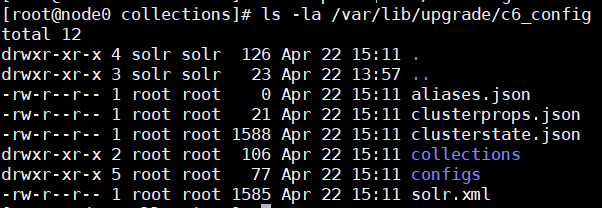 [root@node0 collections]# ls -la /var/lib/upgrade/c6_config
total 12
drwxr-xr-x 4 solr solr  126 Apr 22 15:11 .
drwxr-xr-x 3 solr solr   23 Apr 22 13:57 ..
-rw-r--r-- 1 root root    0 Apr 22 15:11 aliases.json
-rw-r--r-- 1 root root   21 Apr 22 15:11 clusterprops.json
-rw-r--r-- 1 root root 1588 Apr 22 15:11 clusterstate.json
drwxr-xr-x 2 root root  106 Apr 22 15:11 collections
drwxr-xr-x 5 root root   77 Apr 22 15:11 configs
-rw-r--r-- 1 root root 1585 Apr 22 15:11 solr.xml